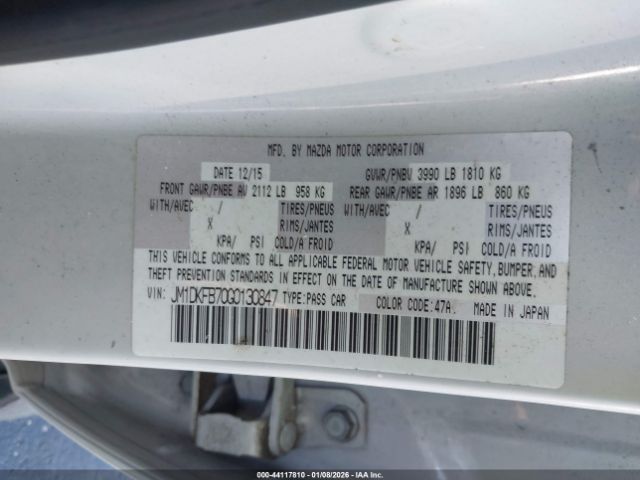 MFD. BY MAZDA MOTOR CORPORATION
DATE 12/15 GVWR/PNBV 3990 LB 1810 KG
FRONT GAWR/PNBE AV 2112 LB 958 KG REAR GAWR/PNBE AR 1896 LB 860 KG
WITH/AVEC / TIRES/PNEUS WITH/AVEC / TIRES/PNEUS
X RIMS/JANTES X RIMS/JANTES
KPA/ PSI COLD/A FROID KPA/ PSI COLD/A FROID
THIS VEHICLE CONFORMS TO ALL APPLICABLE FEDERAL MOTOR VEHICLE SAFETY, BUMPER, AND
THEFT PREVENTION STANDARDS IN EFFECT ON THE DATE OF MANUFACTURE SHOWN ABOVE.
VIN: JM1DKFB70G0130847 TYPE:PASS CAR COLOR CODE:47A. MADE IN JAPAN
000-44117810 - 01/08/2026 - IAAI.COM